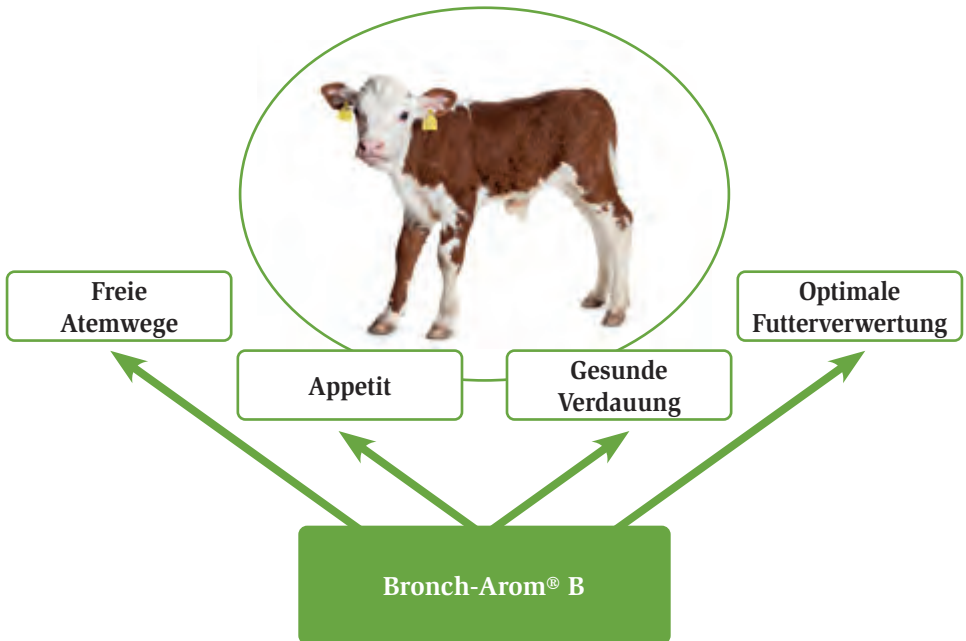 Freie
Atemwege
Optimale
Futterverwertung
Appetit
Gesunde
Verdauung
Bronch-Arom® B